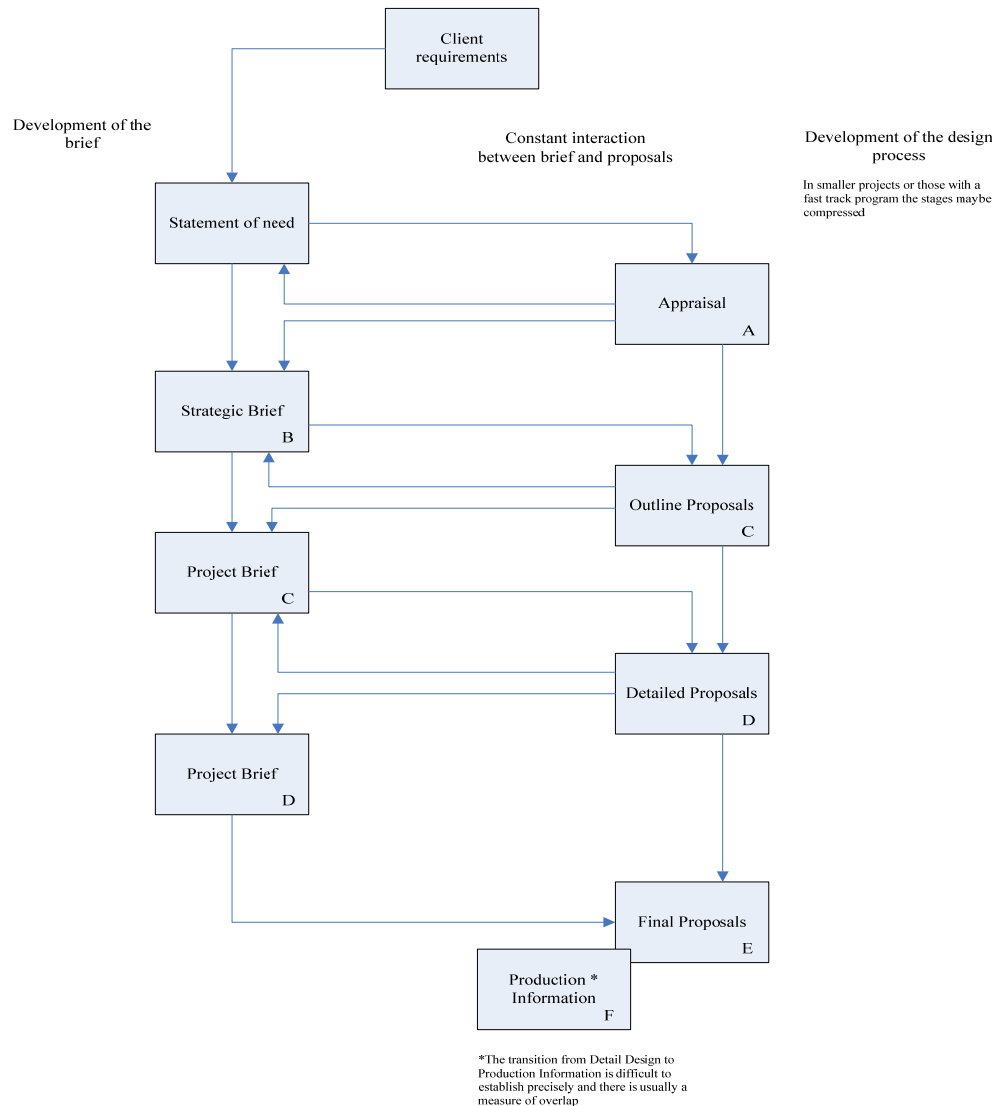 Client
requirements
Development of the
brief
Constant interaction
between brief and proposals
Development of the design
process
In smaller projects or those with a
fast track program the stages maybe
compressed
Statement of need
Appraisal
A
Strategic Brief
B
Outline Proposals
C
Project Brief
C
Detailed Proposals
D
Project Brief
D
Final Proposals
E
Production *
Information
F
*The transition from Detail Design to
Production Information is difficult to
establish precisely and there is usually a
measure of overlap